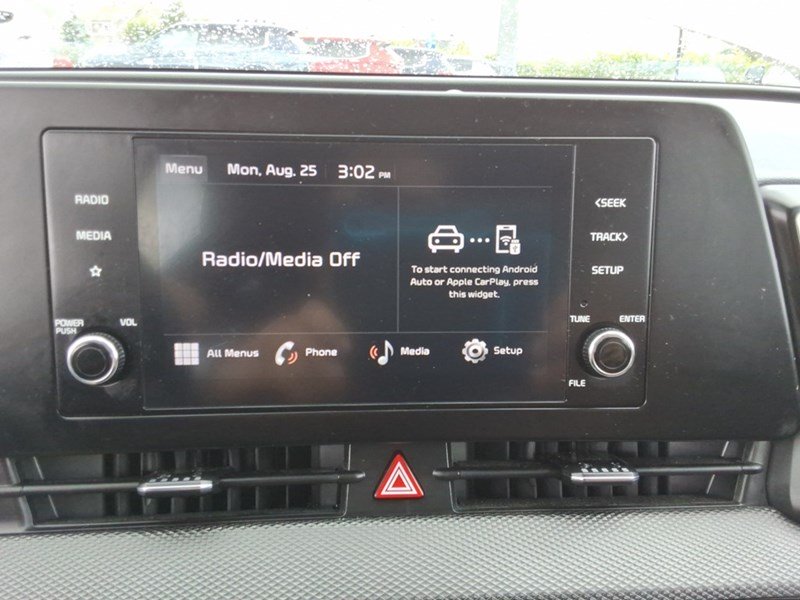 Menu Mon, Aug. 25 3:02 PM
RADIO
MEDIA
<SEEK
TRACK>
SETUP
Radio/Media Off
To start connecting Android
Auto or Apple CarPlay, press
this widget.
POWER
PUSH
VOL
TUNE
ENTER
FILE
All Menus
Phone
Media
Setup